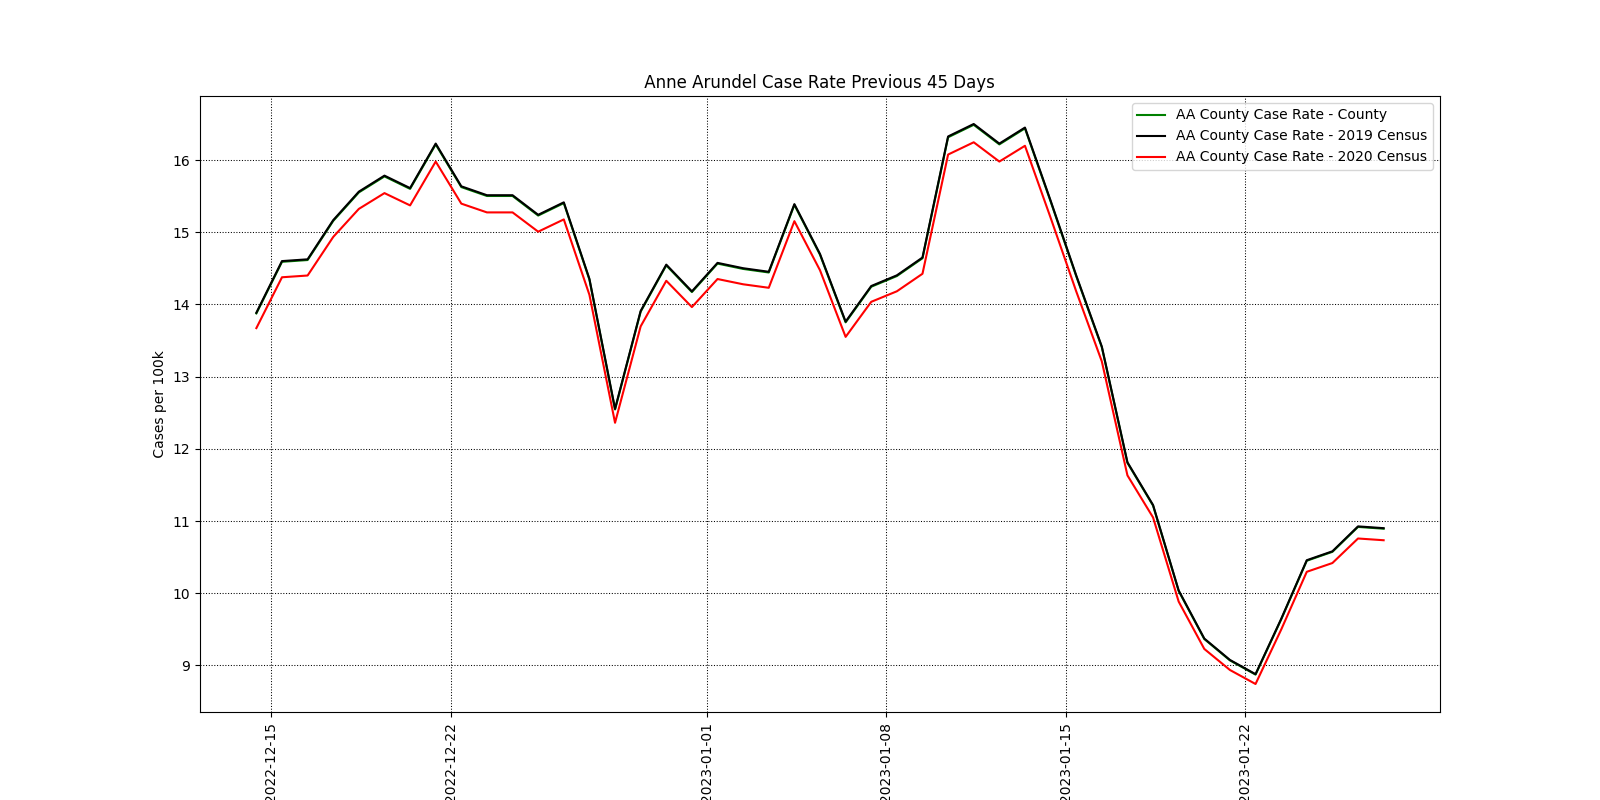 Anne Arundel Case Rate Previous 45 Days
AA County Case Rate - County
AA County Case Rate - 2019 Census
AA County Case Rate - 2020 Census
Cases per 100k
16
15
14
13
12
11
10
9
2022-12-15
2022-12-22
2023-01-01
2023-01-08
2023-01-15
2023-01-22